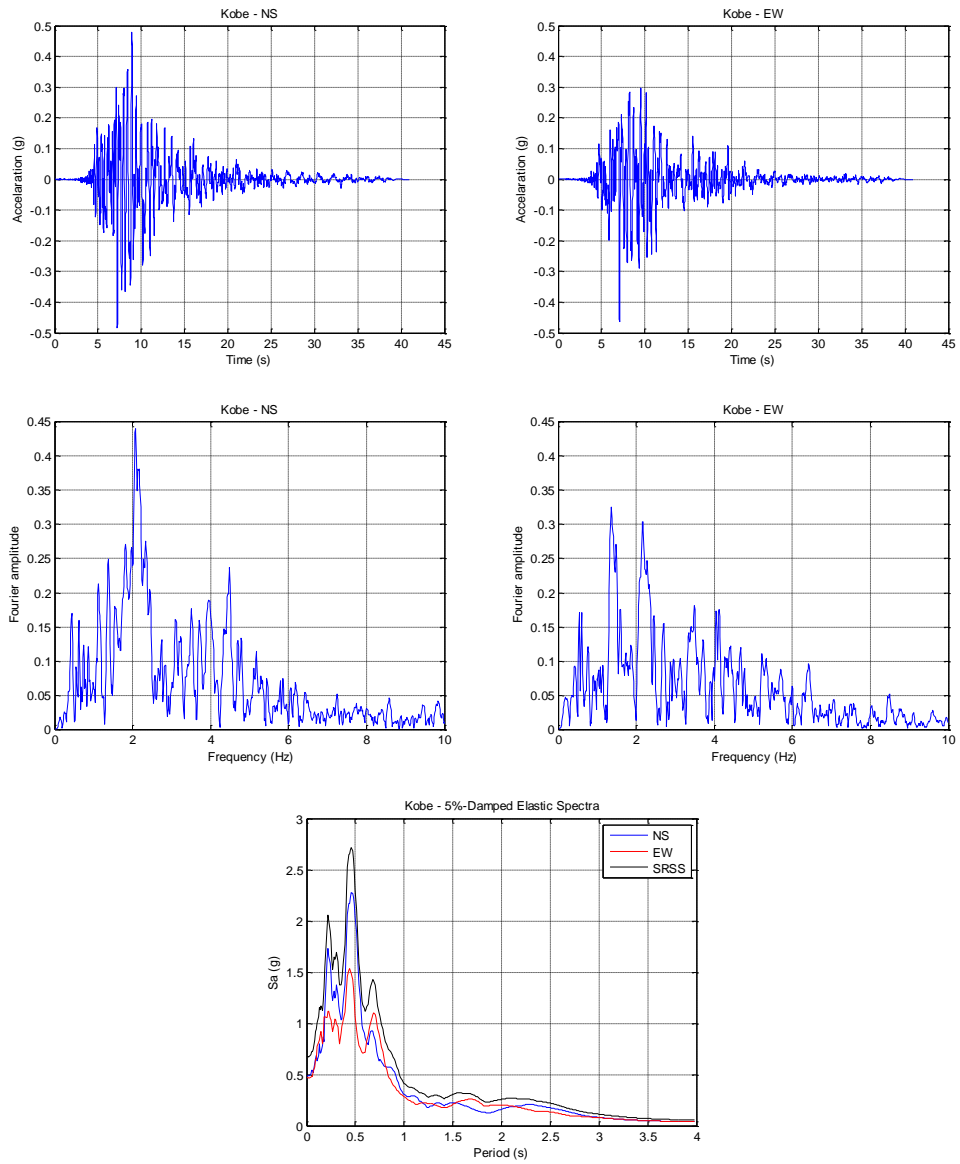 Kobe - NS
0.5
0.4
0.3
0.2
0.1
0
-0.1
-0.2
-0.3
-0.4
-0.5
Accelaration (g)
0 5 10 15 20 25 30 35 40 45
Time (s)
Kobe - EW
0.5
0.4
0.3
0.2
0.1
0
-0.1
-0.2
-0.3
-0.4
-0.5
Accelaration (g)
0 5 10 15 20 25 30 35 40 45
Time (s)
Kobe - NS
0.45
0.4
0.35
0.3
0.25
0.2
0.15
0.1
0.05
0
Fourier amplitude
0 2 4 6 8 10
Frequency (Hz)
Kobe - EW
0.45
0.4
0.35
0.3
0.25
0.2
0.15
0.1
0.05
0
Fourier amplitude
0 2 4 6 8 10
Frequency (Hz)
Kobe - 5%-Damped Elastic Spectra
3
2.5
2
1.5
1
0.5
0
Sa (g)
NS
EW
SRSS
0 0.5 1 1.5 2 2.5 3 3.5 4
Period (s)